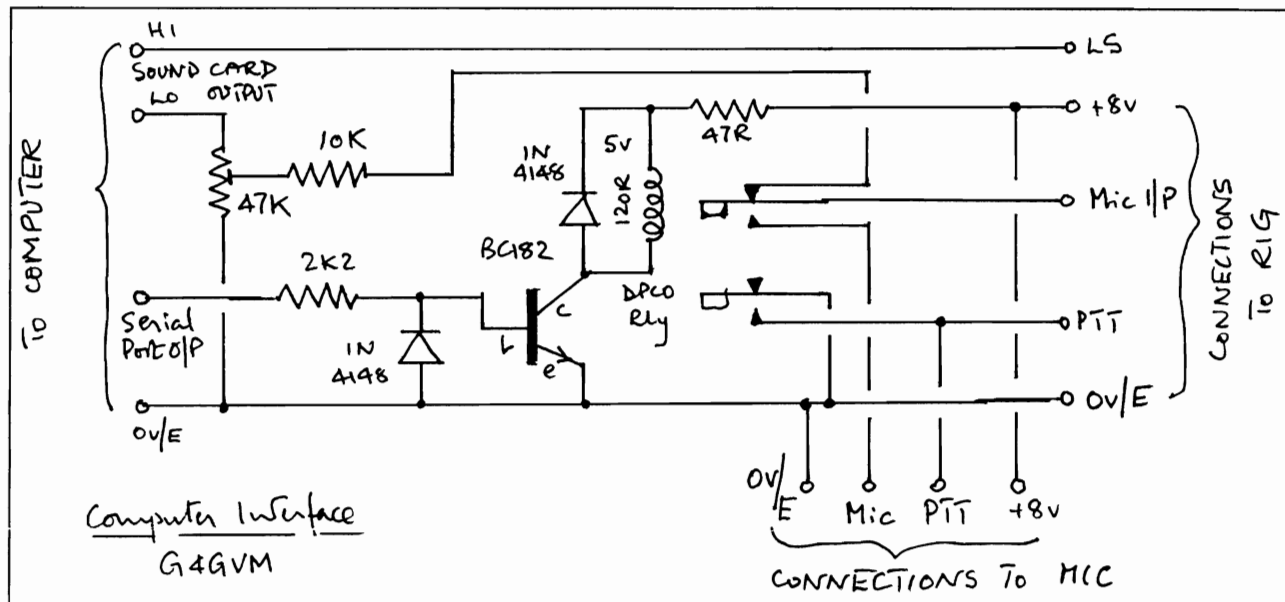 HI
SOUND CARD
LO OUTPUT
LS
+8v
47R
10K
5v
IN
4148
120R
47K
Mic I/P
TO COMPUTER
CONNECTIONS
TO RIG
BC182
2K2
c
b
e
DPCO
Rly
Serial
Port O/P
IN
4148
PTT
0v/E
0v/E
0v/
E
Mic
PTT
+8v
Computer Interface
G4GVM
CONNECTIONS TO MIC